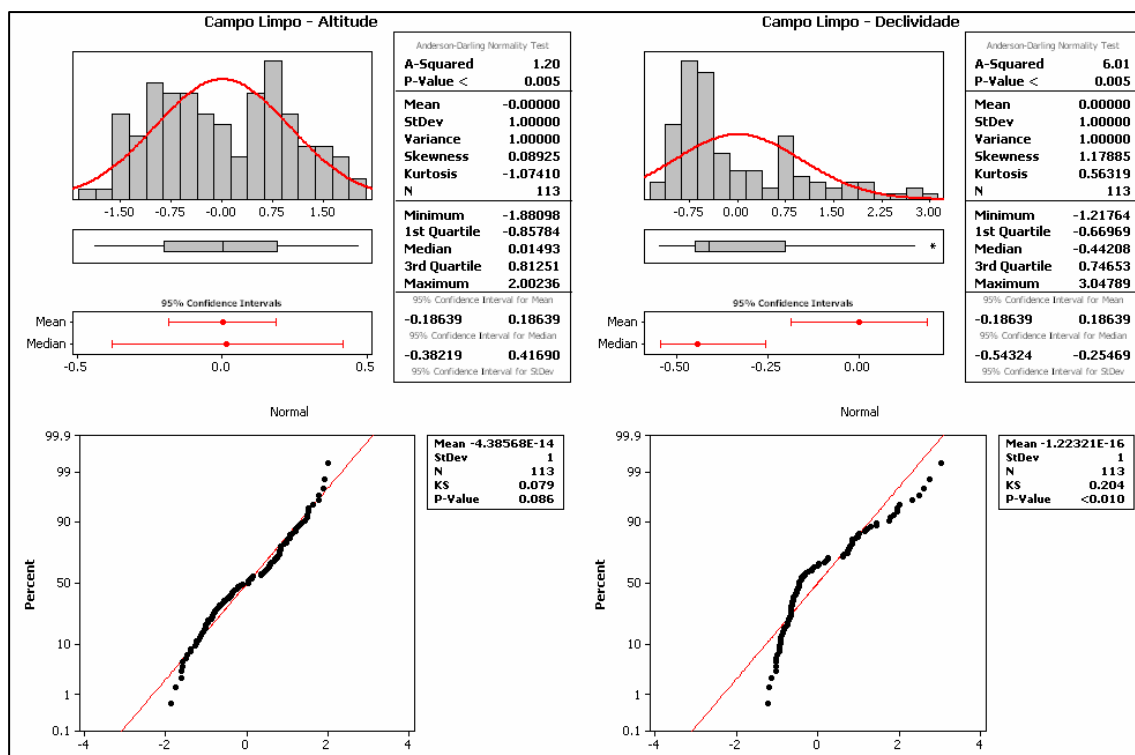 Campo Limpo - Altitude
Anderson-Darling Normality Test
A-Squared 1.20
P-Value < 0.005
Mean -0.00000
StDev 1.00000
Variance 1.00000
Skewness 0.08925
Kurtosis -1.07410
N 113
Minimum -1.88098
1st Quartile -0.85784
Median 0.01493
3rd Quartile 0.81251
Maximum 2.00236
95% Confidence Interval for Mean
-0.18639 0.18639
95% Confidence Interval for Median
-0.38219 0.41690
95% Confidence Interval for StDev
-1.50 -0.75 -0.00 0.75 1.50
95% Confidence Intervals
Mean
Median
-0.5 0.0 0.5
Campo Limpo - Declividade
Anderson-Darling Normality Test
A-Squared 6.01
P-Value < 0.005
Mean 0.00000
StDev 1.00000
Variance 1.00000
Skewness 1.17885
Kurtosis 0.56319
N 113
Minimum -1.21764
1st Quartile -0.66969
Median -0.44208
3rd Quartile 0.74653
Maximum 3.04789
95% Confidence Interval for Mean
-0.18639 0.18639
95% Confidence Interval for Median
-0.54324 -0.25469
95% Confidence Interval for StDev
-0.75 0.00 0.75 1.50 2.25 3.00
95% Confidence Intervals
Mean
Median
-0.50 -0.25 0.00
Normal
Percent
99.9
99
90
50
10
1
0.1
-4 -2 0 2 4
Mean -4.38568E-14
StDev 1
N 113
KS 0.079
P-Value 0.086
Normal
Percent
99.9
99
90
50
10
1
0.1
-4 -2 0 2 4
Mean -1.22321E-16
StDev 1
N 113
KS 0.204
P-Value <0.010